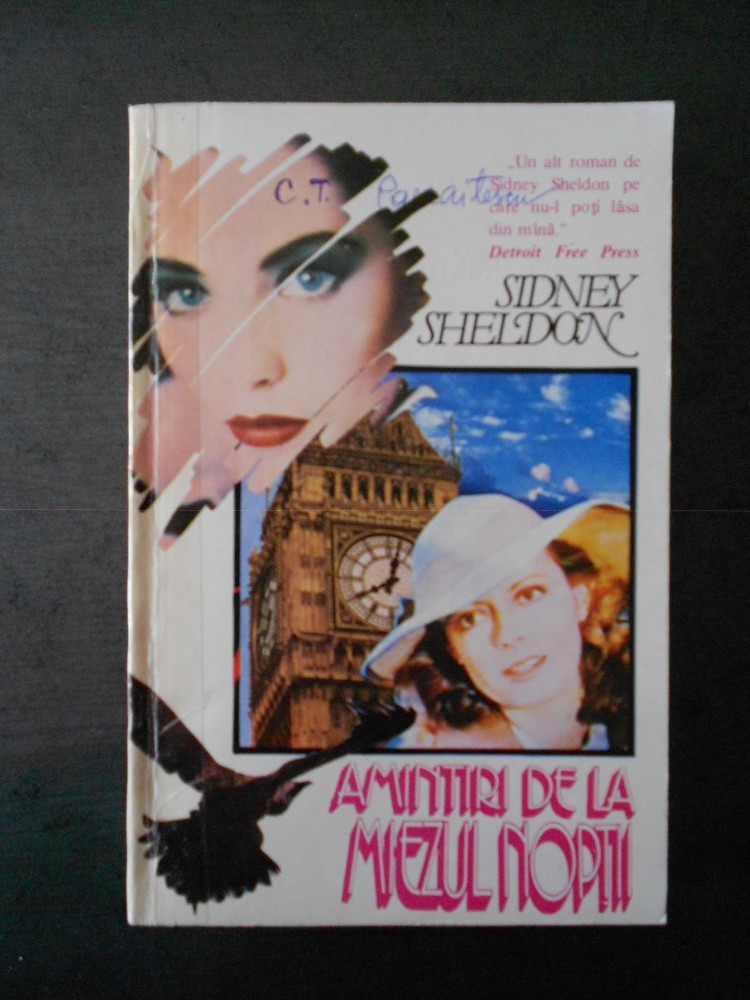 „Un alt roman de
C.T. Panaitescu
Sidney Sheldon pe
care nu-l poți lăsa
din mînă."
Detroit Free Press
SIDNEY
SHELDON
AMINTIRI DE LA
MIEZUL NOPȚII